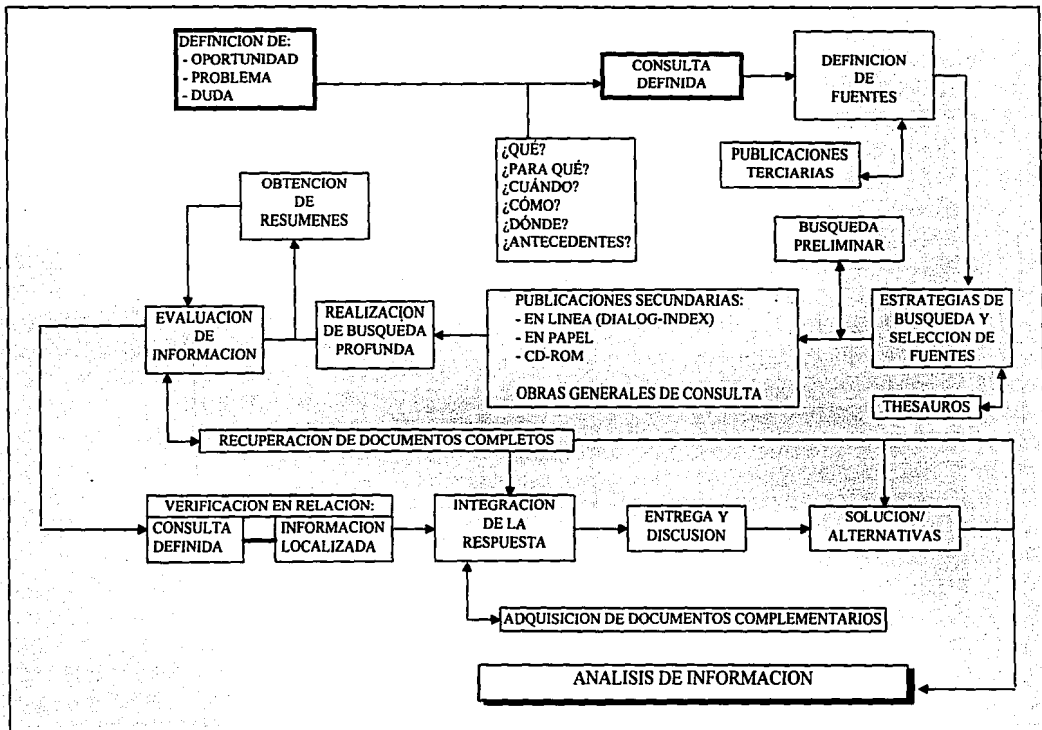 DEFINICION DE:
- OPORTUNIDAD
- PROBLEMA
- DUDA
CONSULTA
DEFINIDA
DEFINICION
DE
FUENTES
¿QUÉ?
¿PARA QUÉ?
¿CUÁNDO?
¿CÓMO?
¿DÓNDE?
¿ANTECEDENTES?
PUBLICACIONES
TERCIARIAS
OBTENCION
DE
RESUMENES
BUSQUEDA
PRELIMINAR
EVALUACION
DE
INFORMACION
REALIZACION
DE BUSQUEDA
PROFUNDA
PUBLICACIONES SECUNDARIAS:
- EN LINEA (DIALOG-INDEX)
- EN PAPEL
- CD-ROM
OBRAS GENERALES DE CONSULTA
ESTRATEGIAS DE
BUSQUEDA Y
SELECCION DE
FUENTES
THESAUROS
RECUPERACION DE DOCUMENTOS COMPLETOS
VERIFICACION EN RELACION:
CONSULTA
DEFINIDA
INFORMACION
LOCALIZADA
INTEGRACION
DE LA
RESPUESTA
ENTREGA Y
DISCUSION
SOLUCION/
ALTERNATIVAS
ADQUISICION DE DOCUMENTOS COMPLEMENTARIOS
ANALISIS DE INFORMACION